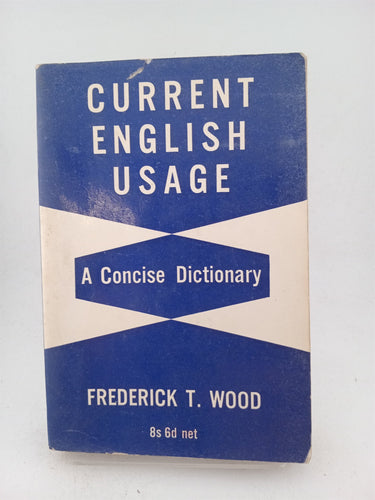 CURRENT
ENGLISH
USAGE
A Concise Dictionary
FREDERICK T. WOOD
8s 6d net